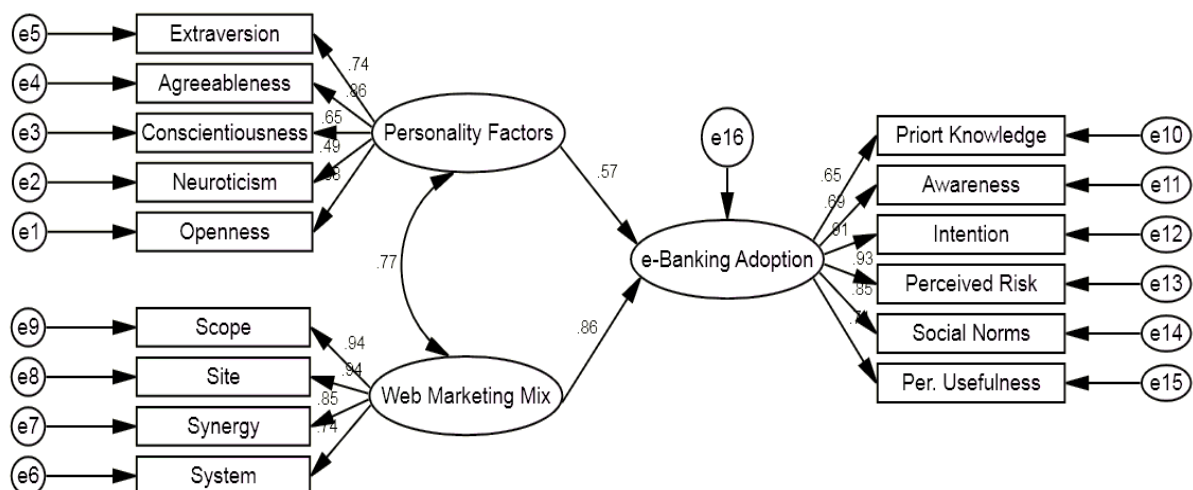 e5
Extraversion
.74
e4
Agreeableness
.86
e3
Conscientiousness
.65
e2
Neuroticism
.49
e1
Openness
Personality Factors
.57
.77
e9
Scope
.94
e8
Site
.94
e7
Synergy
.85
e6
System
.74
Web Marketing Mix
.86
e16
e-Banking Adoption
Priort Knowledge
e10
.65
Awareness
e11
.69
Intention
e12
.91
Perceived Risk
e13
.93
Social Norms
e14
.85
Per. Usefulness
e15